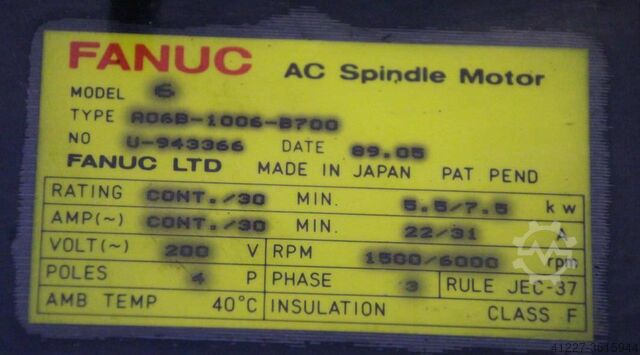 FANUC AC Spindle Motor
MODEL 6
TYPE A06B-1006-B700
NO U-943366 DATE 89.05
FANUC LTD MADE IN JAPAN PAT PEND
RATING CONT./30 MIN. 5.5/7.5 kw
AMP(~) CONT./30 MIN. 22/31 A
VOLT(~) 200 V RPM 1500/6000 rpm
POLES 4 P PHASE 3 RULE JEC-37
AMB TEMP 40°C INSULATION CLASS F
41227-3615944